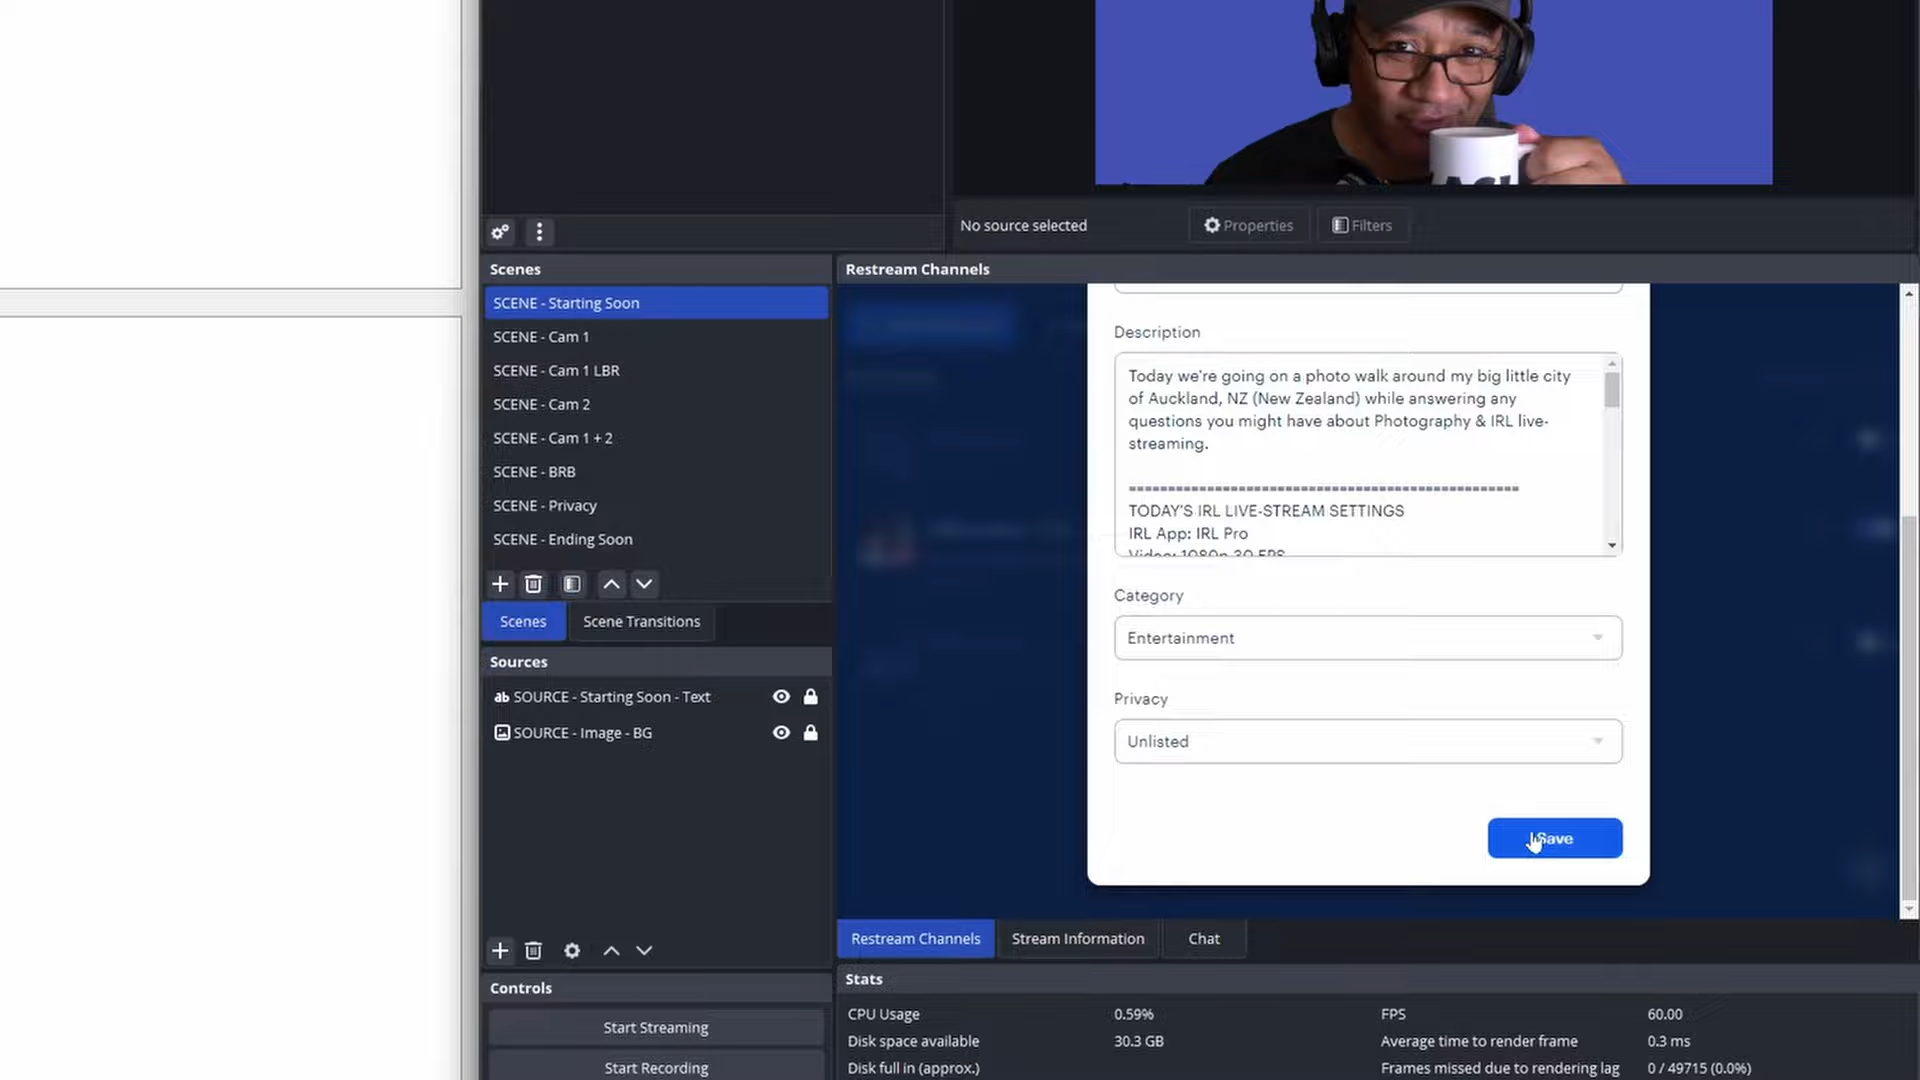 No source selected
Properties
Filters
Scenes
SCENE - Starting Soon
SCENE - Cam 1
SCENE - Cam 1 LBR
SCENE - Cam 2
SCENE - Cam 1 + 2
SCENE - BRB
SCENE - Privacy
SCENE - Ending Soon
Scenes
Scene Transitions
Sources
ab SOURCE - Starting Soon - Text
SOURCE - Image - BG
Controls
Start Streaming
Start Recording
Restream Channels
Description
Today we're going on a photo walk around my big little city
of Auckland, NZ (New Zealand) while answering any
questions you might have about Photography & IRL live-
streaming.
==================================================
TODAY'S IRL LIVE-STREAM SETTINGS
IRL App: IRL Pro
Video: 1080p 30 FPS
Category
Entertainment
Privacy
Unlisted
Save
Restream Channels
Stream Information
Chat
Stats
CPU Usage 0.59%
Disk space available 30.3 GB
Disk full in (approx.)
FPS 60.00
Average time to render frame 0.3 ms
Frames missed due to rendering lag 0 / 49715 (0.0%)